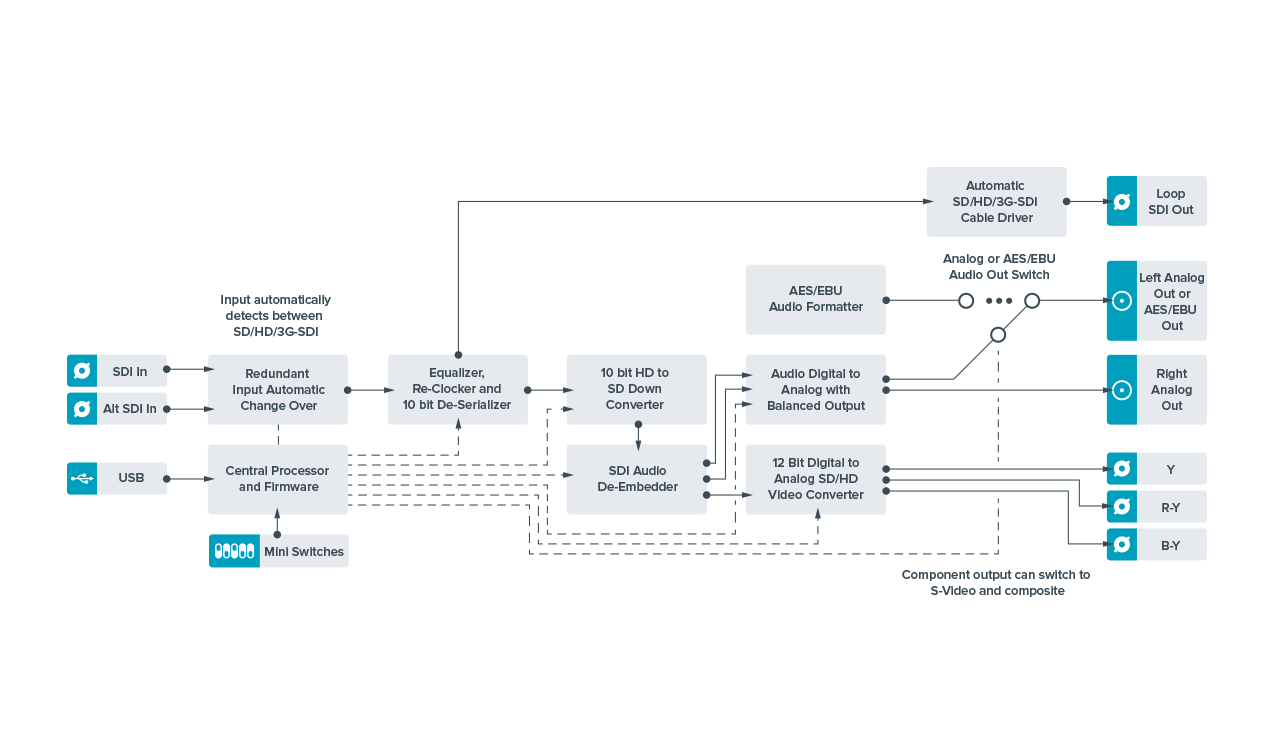 Automatic
SD/HD/3G-SDI
Cable Driver
Loop
SDI Out
Analog or AES/EBU
Audio Out Switch
AES/EBU
Audio Formatter
Left Analog
Out or
AES/EBU
Out
Input automatically
detects between
SD/HD/3G-SDI
SDI In
Alt SDI In
Redundant
Input Automatic
Change Over
Equalizer,
Re-Clocker and
10 bit De-Serializer
10 bit HD to
SD Down
Converter
Audio Digital to
Analog with
Balanced Output
Right
Analog
Out
USB
Central Processor
and Firmware
SDI Audio
De-Embedder
12 Bit Digital to
Analog SD/HD
Video Converter
Y
R-Y
B-Y
Mini Switches
Component output can switch to
S-Video and composite